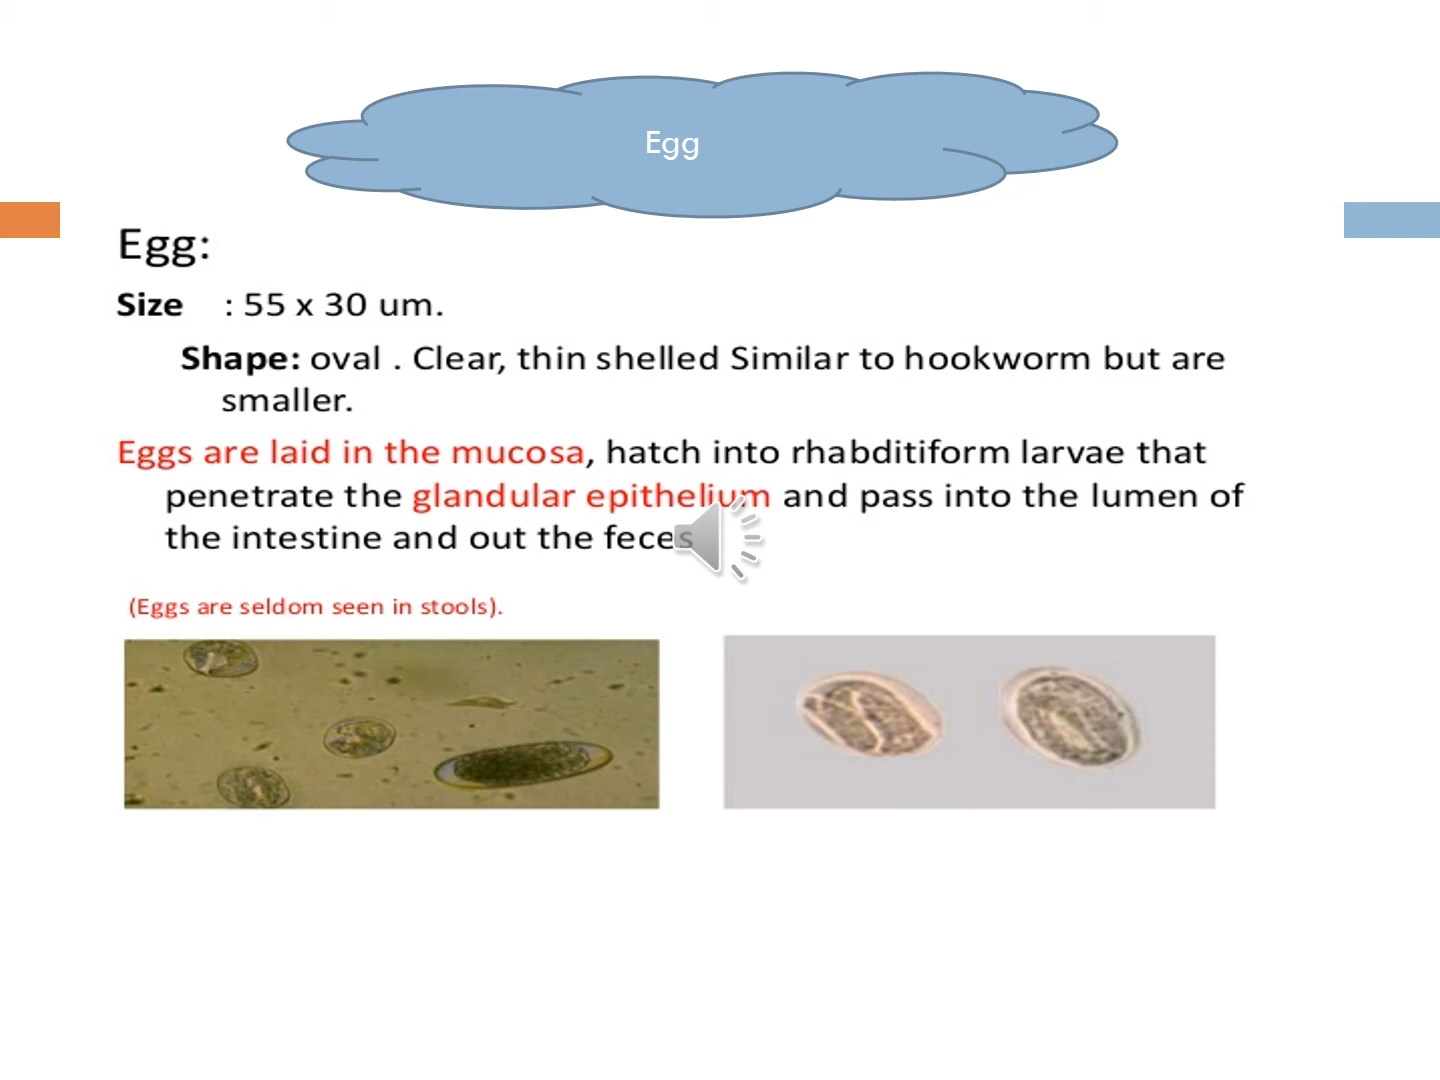 Egg
Egg:
Size : 55 x 30 um.
Shape: oval . Clear, thin shelled Similar to hookworm but are
smaller.
Eggs are laid in the mucosa, hatch into rhabditiform larvae that
penetrate the glandular epithelium and pass into the lumen of
the intestine and out the feces
(Eggs are seldom seen in stools).